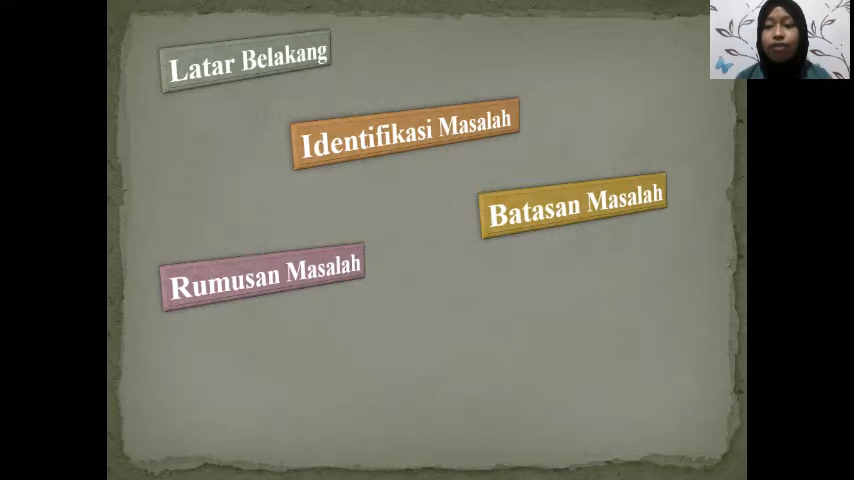 Latar Belakang
Identifikasi Masalah
Batasan Masalah
Rumusan Masalah